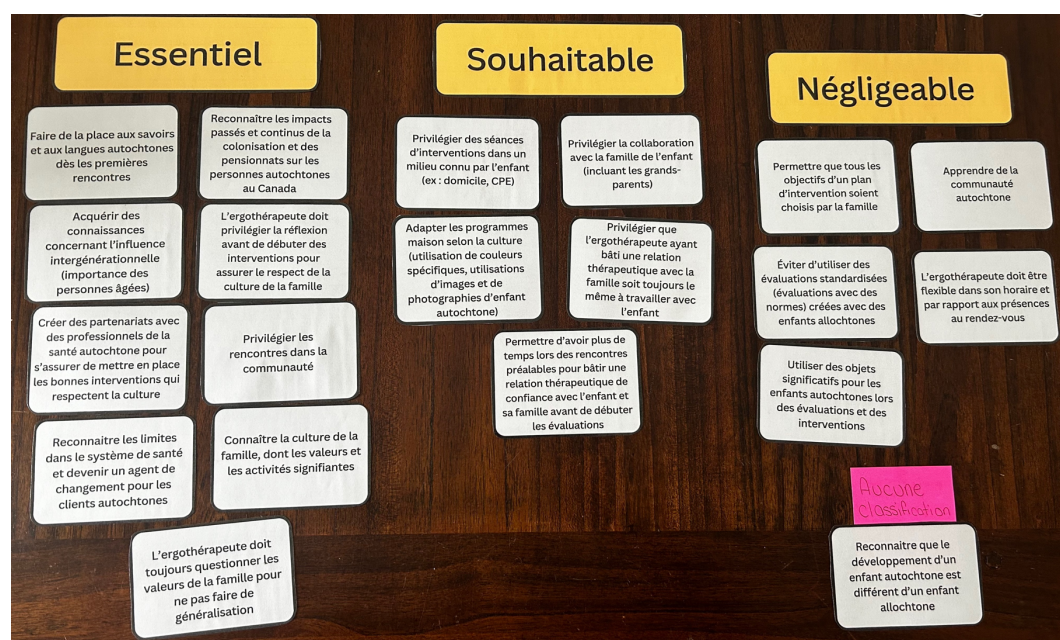 Essentiel
Faire de la place aux savoirs
et aux langues autochtones
dès les premières
rencontres
Reconnaître les impacts
passés et continus de la
colonisation et des
pensionnats sur les
personnes autochtones
au Canada
Acquérir des
connaissances
concernant l'influence
intergénérationnelle
(importance des
personnes âgées)
L'ergothérapeute doit
privilégier la réflexion
avant de débuter des
interventions pour
assurer le respect de la
culture de la famille
Créer des partenariats avec
des professionnels de la
santé autochtone pour
s'assurer de mettre en place
les bonnes interventions qui
respectent la culture
Privilégier les
rencontres dans la
communauté
Reconnaitre les limites
dans le système de santé
et devenir un agent de
changement pour les
clients autochtones
Connaître la culture de la
famille, dont les valeurs et
les activités signifiantes
L'ergothérapeute doit
toujours questionner les
valeurs de la famille pour
ne pas faire de
généralisation
Souhaitable
Privilégier des séances
d'interventions dans un
milieu connu par l'enfant
(ex : domicile, CPE)
Privilégier la collaboration
avec la famille de l'enfant
(incluant les grands-
parents)
Adapter les programmes
maison selon la culture
(utilisation de couleurs
spécifiques, utilisations
d'images et de
photographies d'enfant
autochtone)
Privilégier que
l'ergothérapeute ayant
bâti une relation
thérapeutique avec la
famille soit toujours le
même à travailler avec
l'enfant
Permettre d'avoir plus de
temps lors des rencontres
préalables pour bâtir une
relation thérapeutique de
confiance avec l'enfant et
sa famille avant de débuter
les évaluations
Négligeable
Permettre que tous les
objectifs d'un plan
d'intervention soient
choisis par la famille
Apprendre de la
communauté
autochtone
Éviter d'utiliser des
évaluations standardisées
(évaluations avec des
normes) créées avec des
enfants allochtones
L'ergothérapeute doit être
flexible dans son horaire et
par rapport aux présences
au rendez-vous
Utiliser des objets
significatifs pour les
enfants autochtones lors
des évaluations et des
interventions
Aucune
classification
Reconnaitre que le
développement d'un
enfant autochtone est
différent d'un enfant
allochtone